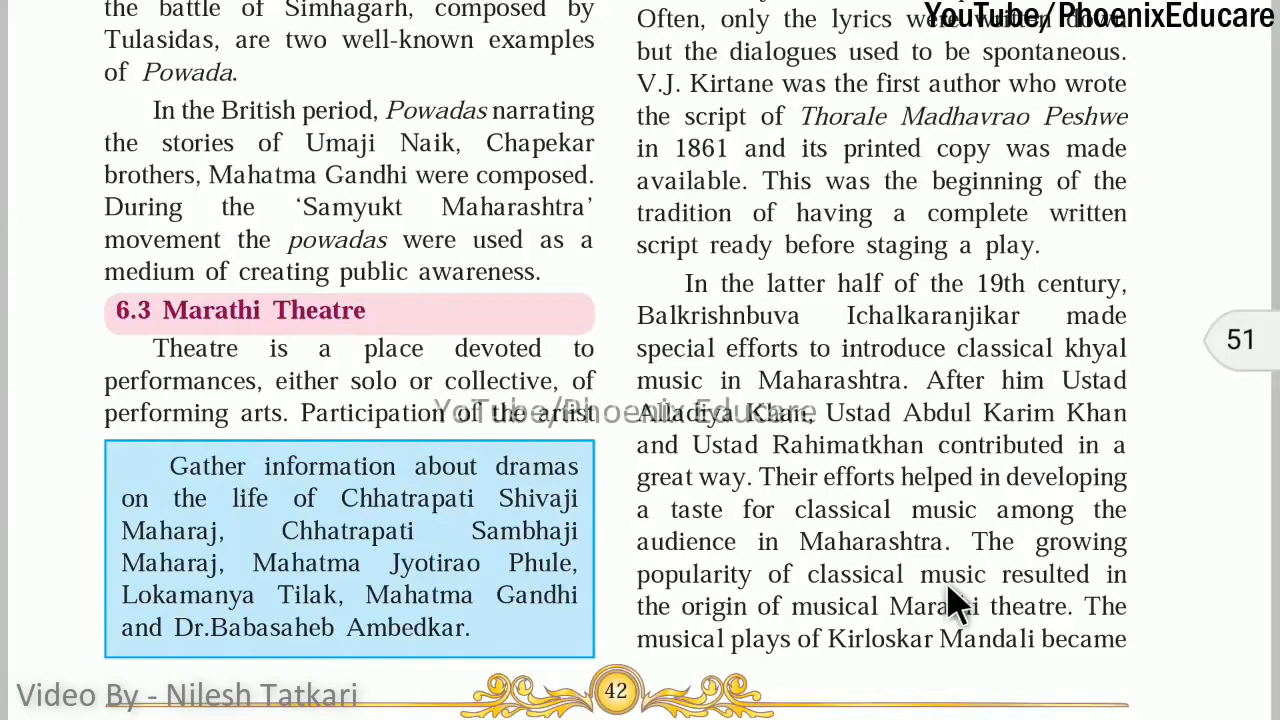 YouTube/PhoenixEducare
the battle of Simhagarh, composed by
Tulasidas, are two well-known examples
of Powada.
In the British period, Powadas narrating
the stories of Umaji Naik, Chapekar
brothers, Mahatma Gandhi were composed.
During the ‘Samyukt Maharashtra’
movement the powadas were used as a
medium of creating public awareness.
6.3 Marathi Theatre
Theatre is a place devoted to
performances, either solo or collective, of
performing arts. Participation of the artist
Gather information about dramas
on the life of Chhatrapati Shivaji
Maharaj, Chhatrapati Sambhaji
Maharaj, Mahatma Jyotirao Phule,
Lokamanya Tilak, Mahatma Gandhi
and Dr.Babasaheb Ambedkar.
Often, only the lyrics were written down
but the dialogues used to be spontaneous.
V.J. Kirtane was the first author who wrote
the script of Thorale Madhavrao Peshwe
in 1861 and its printed copy was made
available. This was the beginning of the
tradition of having a complete written
script ready before staging a play.
In the latter half of the 19th century,
Balkrishnbuva Ichalkaranjikar made
special efforts to introduce classical khyal
music in Maharashtra. After him Ustad
Alladiya Khan, Ustad Abdul Karim Khan
and Ustad Rahimatkhan contributed in a
great way. Their efforts helped in developing
a taste for classical music among the
audience in Maharashtra. The growing
popularity of classical music resulted in
the origin of musical Marathi theatre. The
musical plays of Kirloskar Mandali became
YoTube/Phoenix Educare
51
42
Video By - Nilesh Tatkari